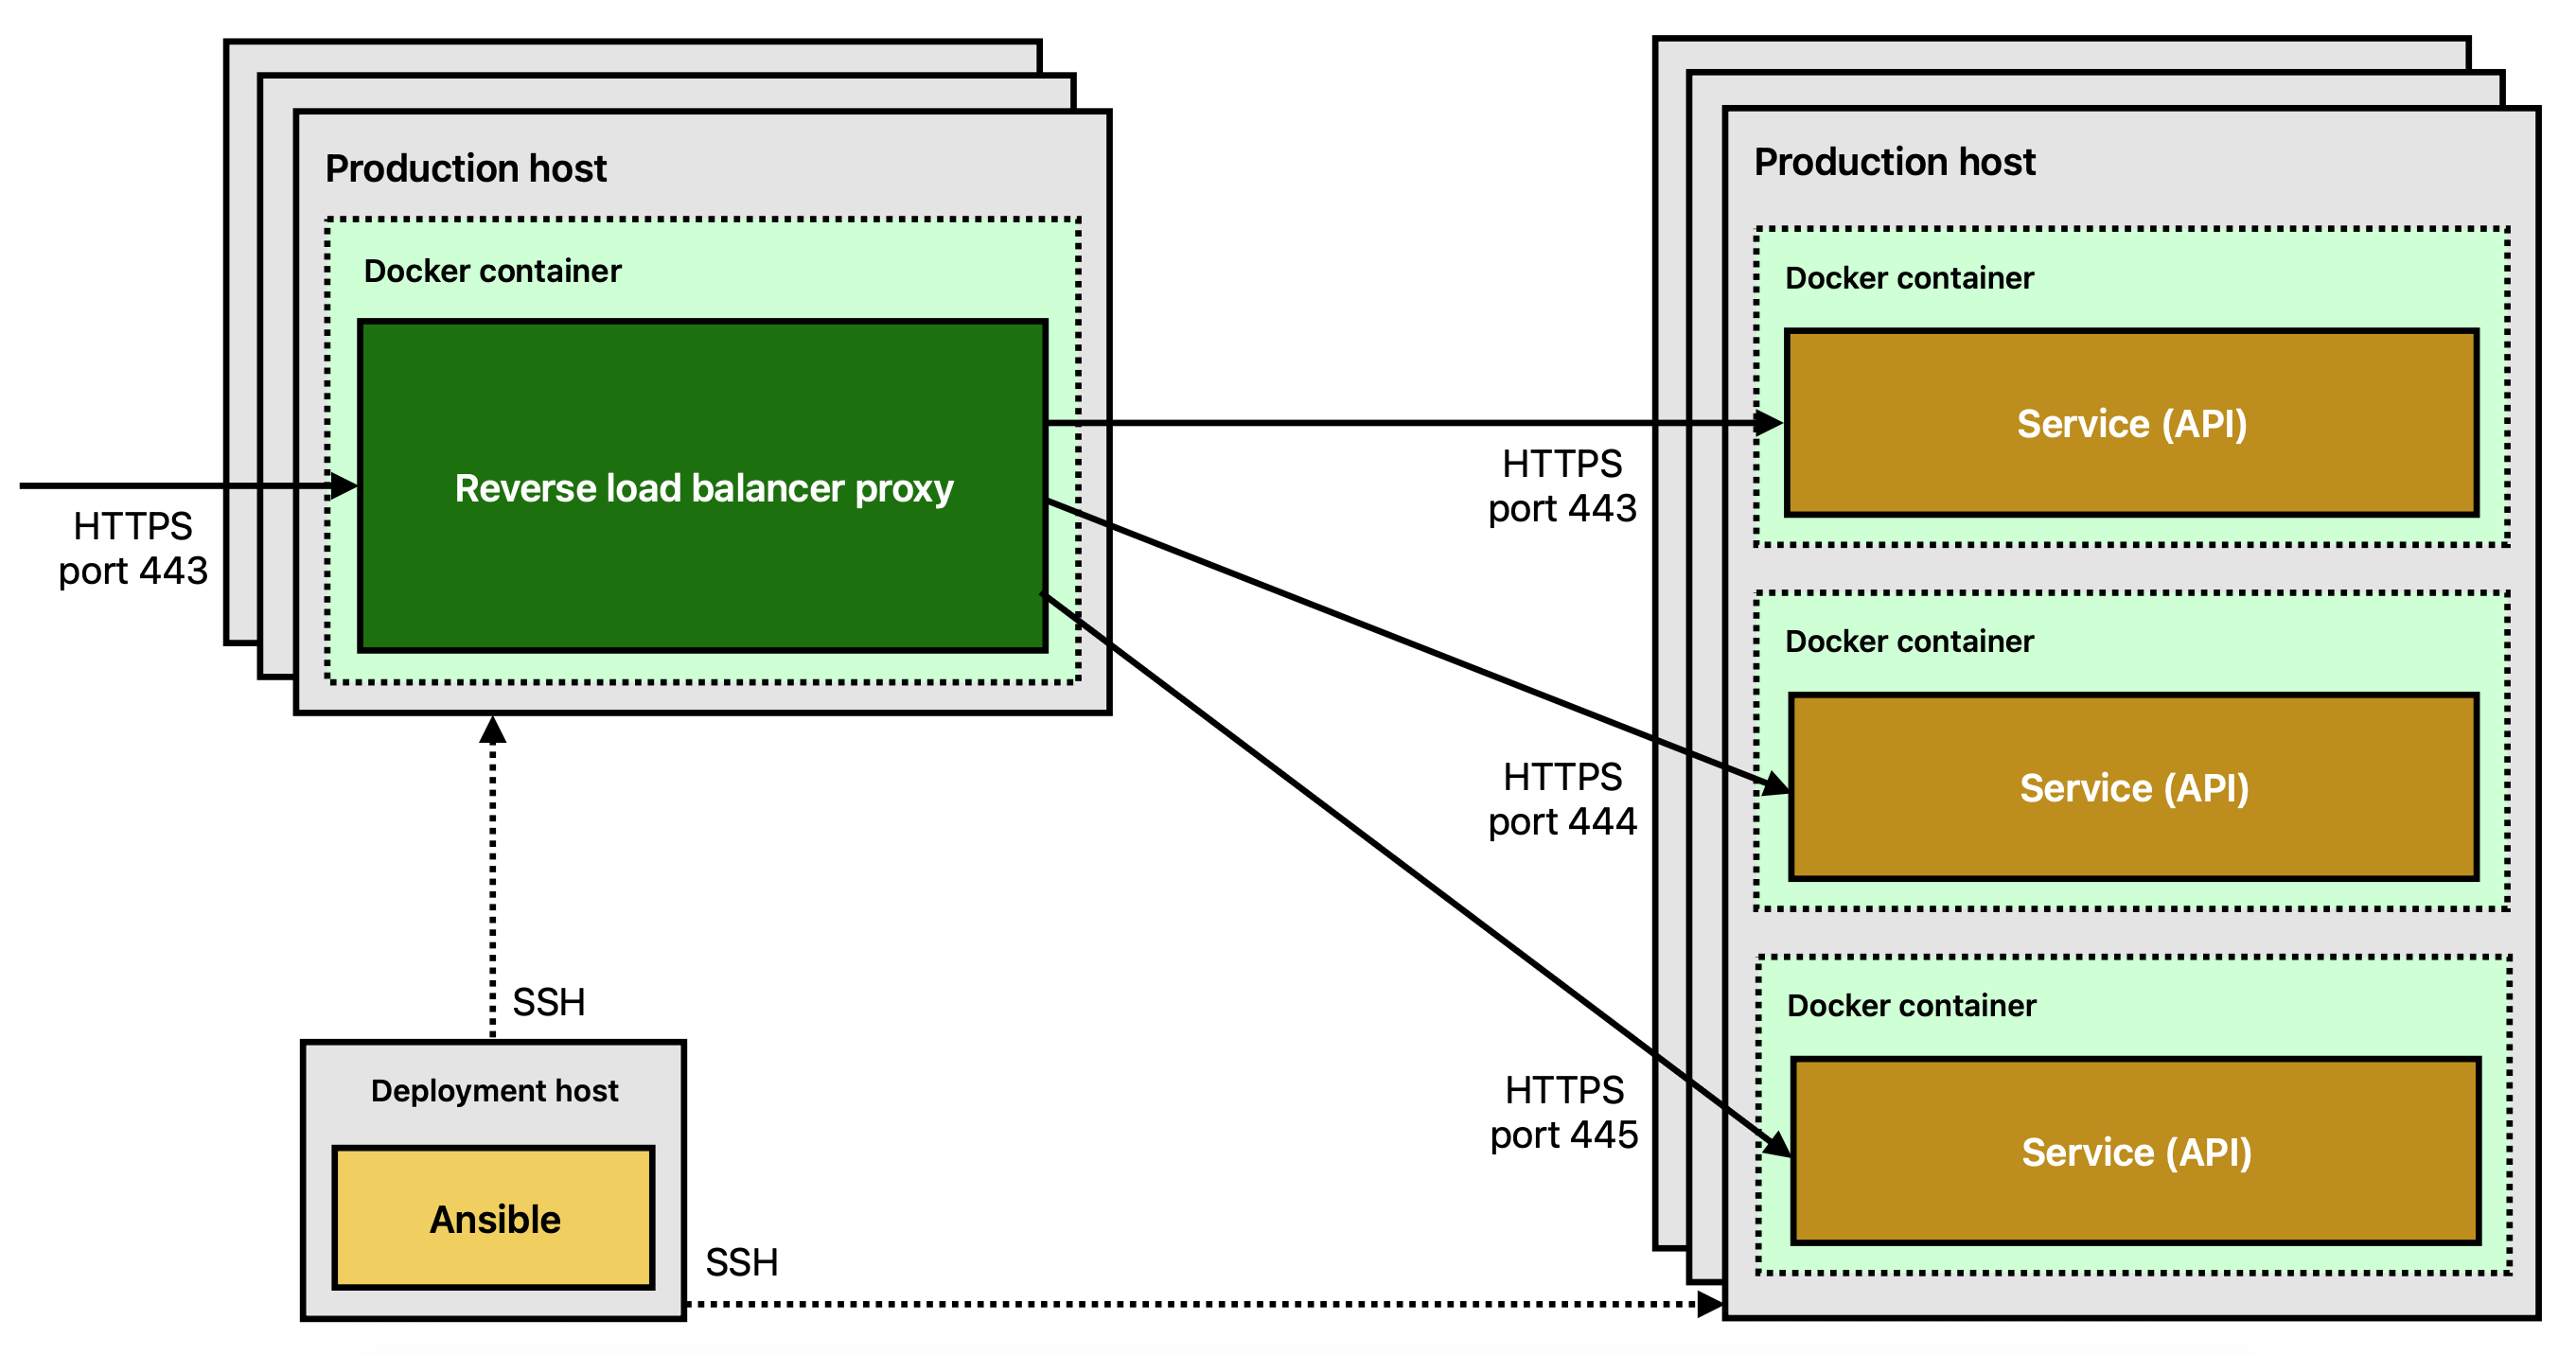 Production host
Docker container
Reverse load balancer proxy
HTTPS
port 443
Production host
Docker container
Service (API)
HTTPS
port 443
Docker container
Service (API)
HTTPS
port 444
Docker container
Service (API)
HTTPS
port 445
SSH
Deployment host
Ansible
SSH